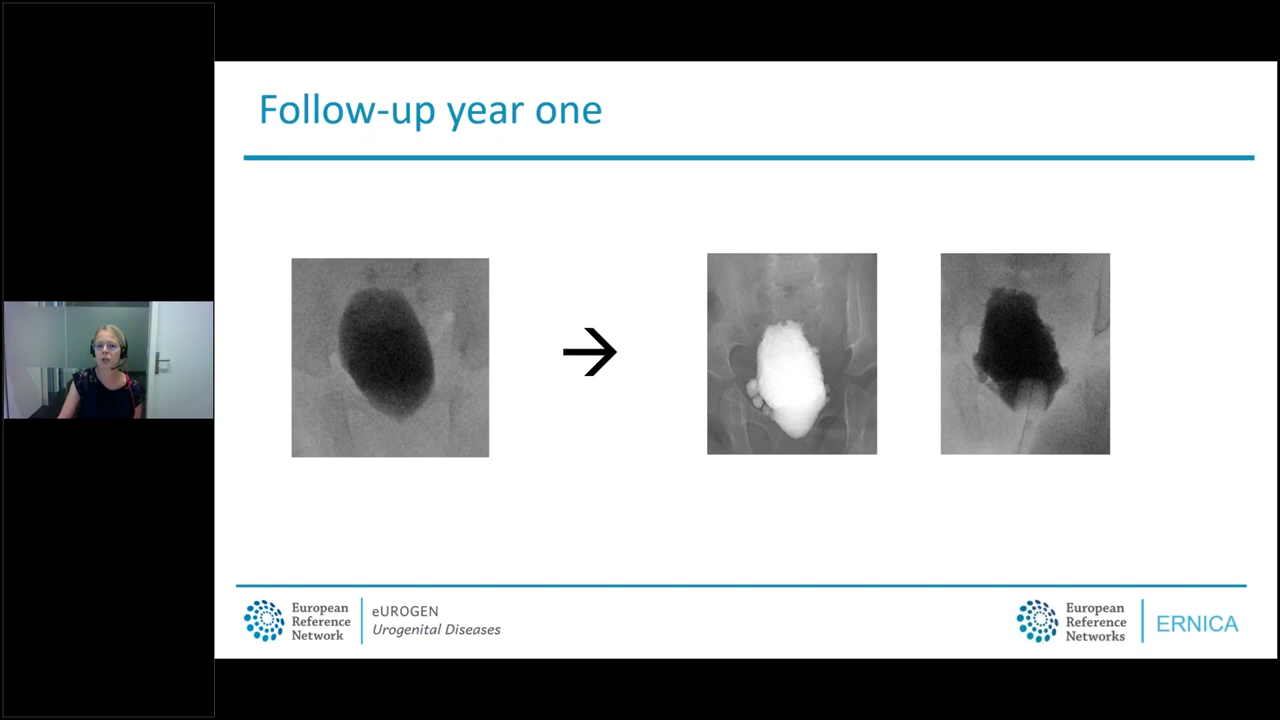 Follow-up year one
European
Reference
Network
eUROGEN
Urogenital Diseases
European
Reference
Networks
ERNICA